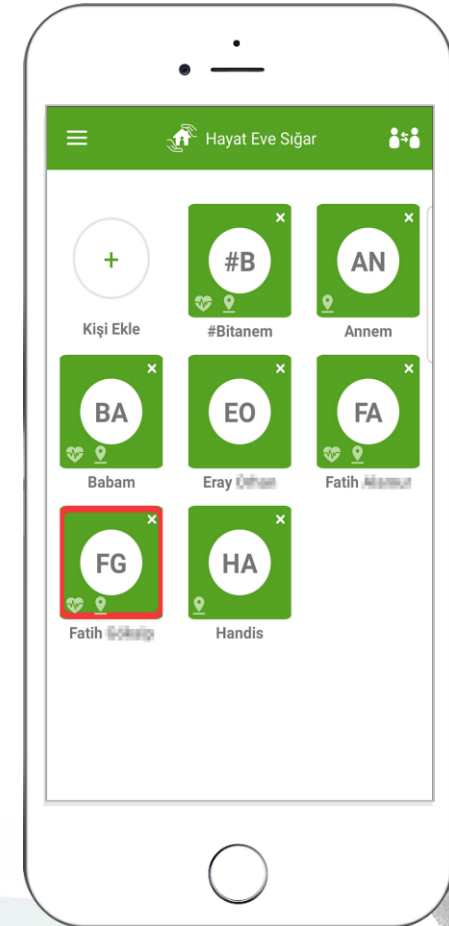 Hayat Eve Sığar
+
#B
AN
Kişi Ekle
#Bitanem
Annem
BA
EO
FA
Babam
Eray
Fatih
FG
HA
Fatih
Handis